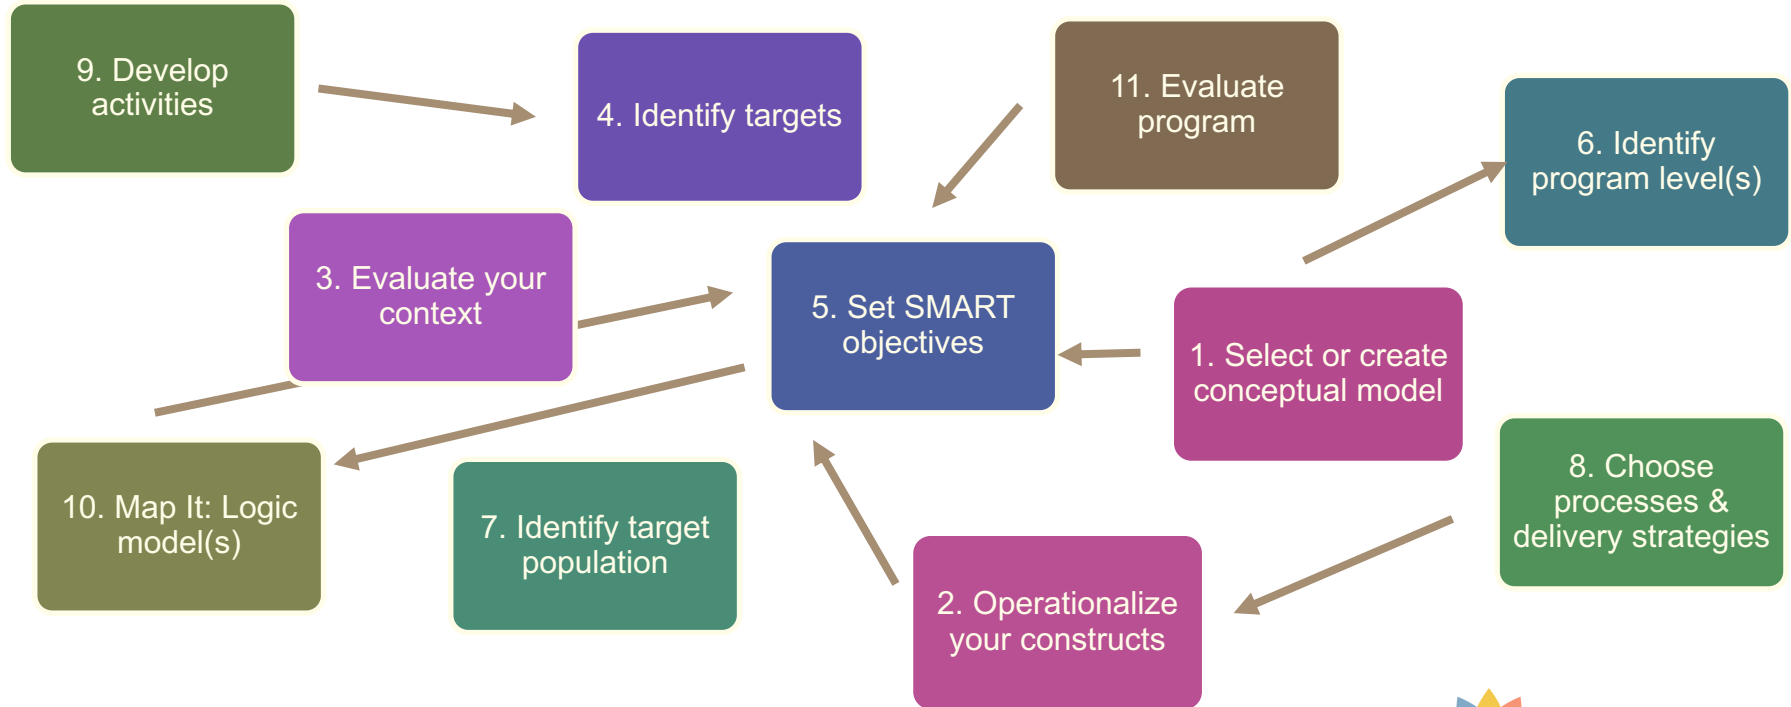 9. Develop
activities
4. Identify targets
11. Evaluate
program
6. Identify
program level(s)
3. Evaluate your
context
5. Set SMART
objectives
1. Select or create
conceptual model
10. Map It: Logic
model(s)
7. Identify target
population
2. Operationalize
your constructs
8. Choose
processes &
delivery strategies